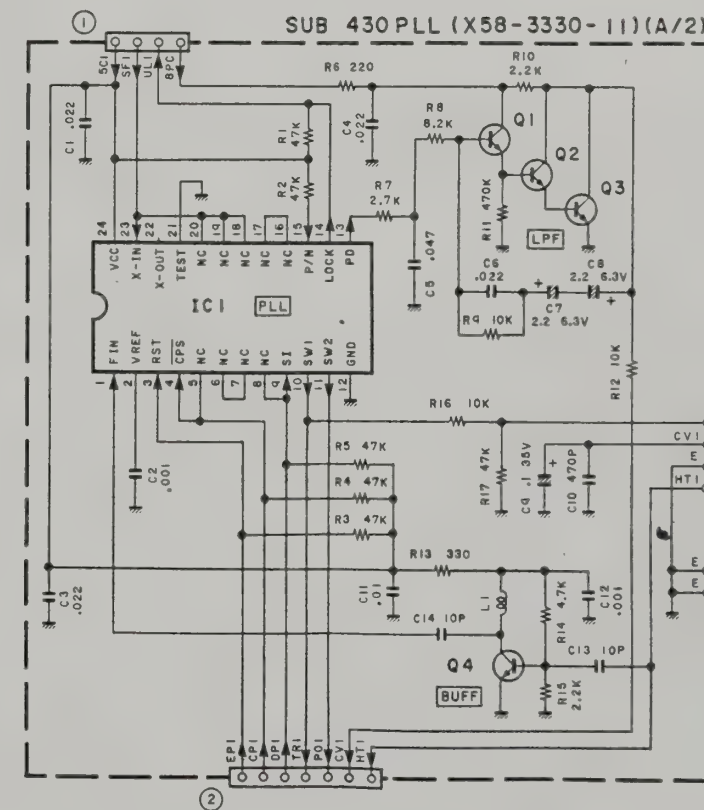 SUB 430 PLL (X58-3330-11)(A/2)
1
5C1 SF1 UL1 8PC
R6 220
R10 2.2K
C1 .022
R1 47K
R2 47K
C4 .022
R8 8.2K
Q1
Q2
Q3
R7 2.7K
R11 470K
LPF
24 23 22 21 20 19 18 17 16 15 14 13
VCC X-IN X-OUT TEST NC NC NC NC NC P/N LOCK PD
C5 .047
C6 .022
C7 2.2 6.3V
C8 2.2 6.3V
+ +
R9 10K
IC1 PLL
FIN VREF RST CPS NC NC NC NC SI SW1 SW2 GND
1 2 3 4 5 6 7 8 9 10 11 12
R12 10K
R16 10K
C2 .001
R5 47K
R4 47K
R3 47K
R17 47K
C9 .1 35V
+
C10 470P
CV1
E
HT1
E
E
R13 330
C3 .022
C11 .01
L1
R14 4.7K
C12 .001
C14 10P
C13 10P
Q4
BUFF
R15 2.2K
EP1 CP1 DP1 TR1 PO1 CV1 HT1
2